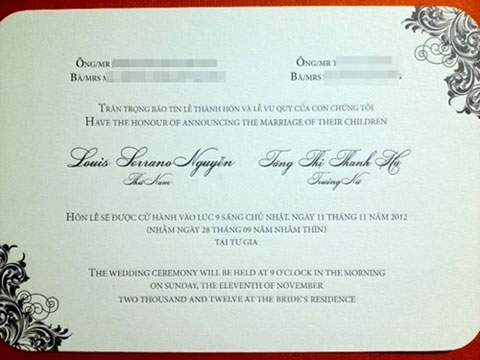 ÔNG/MR
BÀ/MRS
ÔNG/MR T
BÀ/MRS
TRÂN TRỌNG BÁO TIN LỄ THÀNH HÔN VÀ LỄ VU QUY CỦA CON CHÚNG TÔI
HAVE THE HONOUR OF ANNOUNCING THE MARRIAGE OF THEIR CHILDREN
Louis Serrano Nguyễn
Thứ Nam
Tăng Thị Thanh Hà
Trưởng Nữ
HÔN LỄ SẼ ĐƯỢC CỬ HÀNH VÀO LÚC 9 SÁNG CHỦ NHẬT, NGÀY 11 THÁNG 11 NĂM 2012
(NHẰM NGÀY 28 THÁNG 09 NĂM NHÂM THÌN)
TẠI TƯ GIA
THE WEDDING CEREMONY WILL BE HELD AT 9 O'CLOCK IN THE MORNING
ON SUNDAY, THE ELEVENTH OF NOVEMBER
TWO THOUSAND AND TWELVE AT THE BRIDE'S RESIDENCE